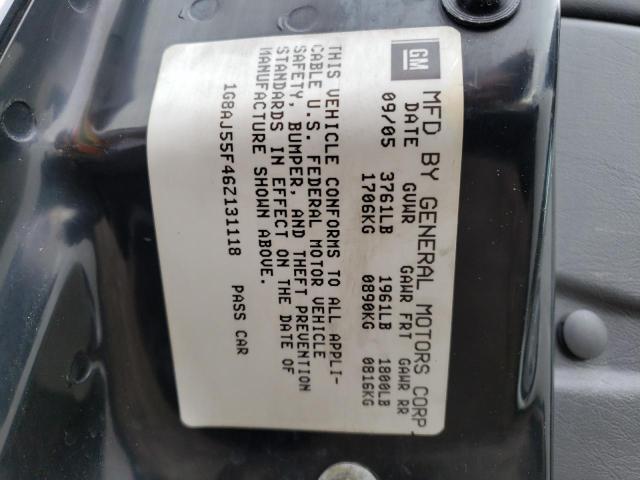 GM
MFD BY GENERAL MOTORS CORP
DATE GVWR GAWR FRT GAWR RR
09/05 3761LB 1961LB 1800LB
1706KG 0890KG 0816KG
THIS VEHICLE CONFORMS TO ALL APPLI-
CABLE U.S. FEDERAL MOTOR VEHICLE
SAFETY, BUMPER, AND THEFT PREVENTION
STANDARDS IN EFFECT ON THE DATE OF
MANUFACTURE SHOWN ABOVE.
1G8AJ55F46Z131118 PASS CAR